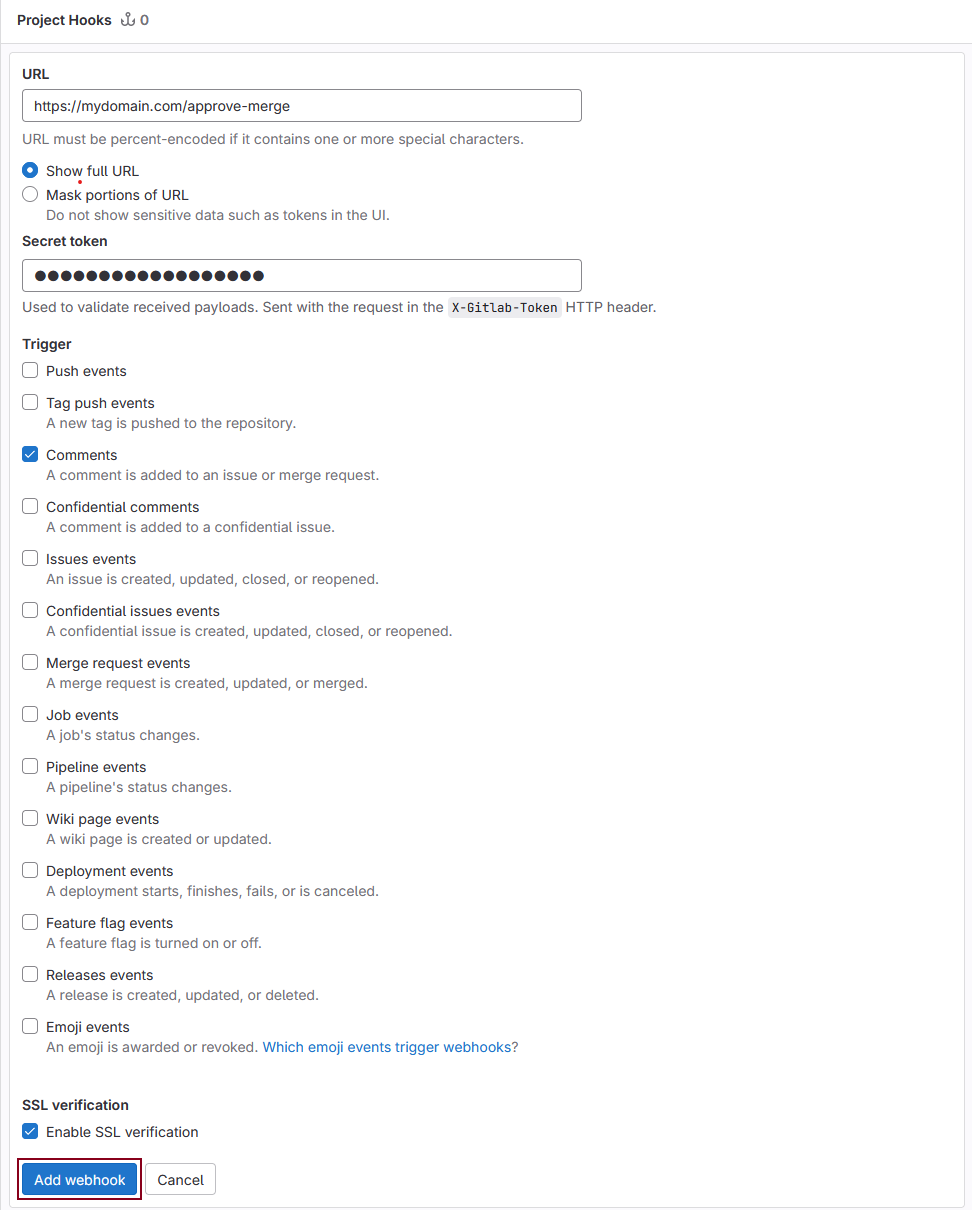 Project Hooks 0
URL
https://mydomain.com/approve-merge
URL must be percent-encoded if it contains one or more special characters.
Show full URL
Mask portions of URL
Do not show sensitive data such as tokens in the UI.
Secret token
●●●●●●●●●●●●●●●●●●
Used to validate received payloads. Sent with the request in the X-Gitlab-Token HTTP header.
Trigger
Push events
Tag push events
A new tag is pushed to the repository.
Comments
A comment is added to an issue or merge request.
Confidential comments
A comment is added to a confidential issue.
Issues events
An issue is created, updated, closed, or reopened.
Confidential issues events
A confidential issue is created, updated, closed, or reopened.
Merge request events
A merge request is created, updated, or merged.
Job events
A job's status changes.
Pipeline events
A pipeline's status changes.
Wiki page events
A wiki page is created or updated.
Deployment events
A deployment starts, finishes, fails, or is canceled.
Feature flag events
A feature flag is turned on or off.
Releases events
A release is created, updated, or deleted.
Emoji events
An emoji is awarded or revoked. Which emoji events trigger webhooks?
SSL verification
Enable SSL verification
Add webhook Cancel